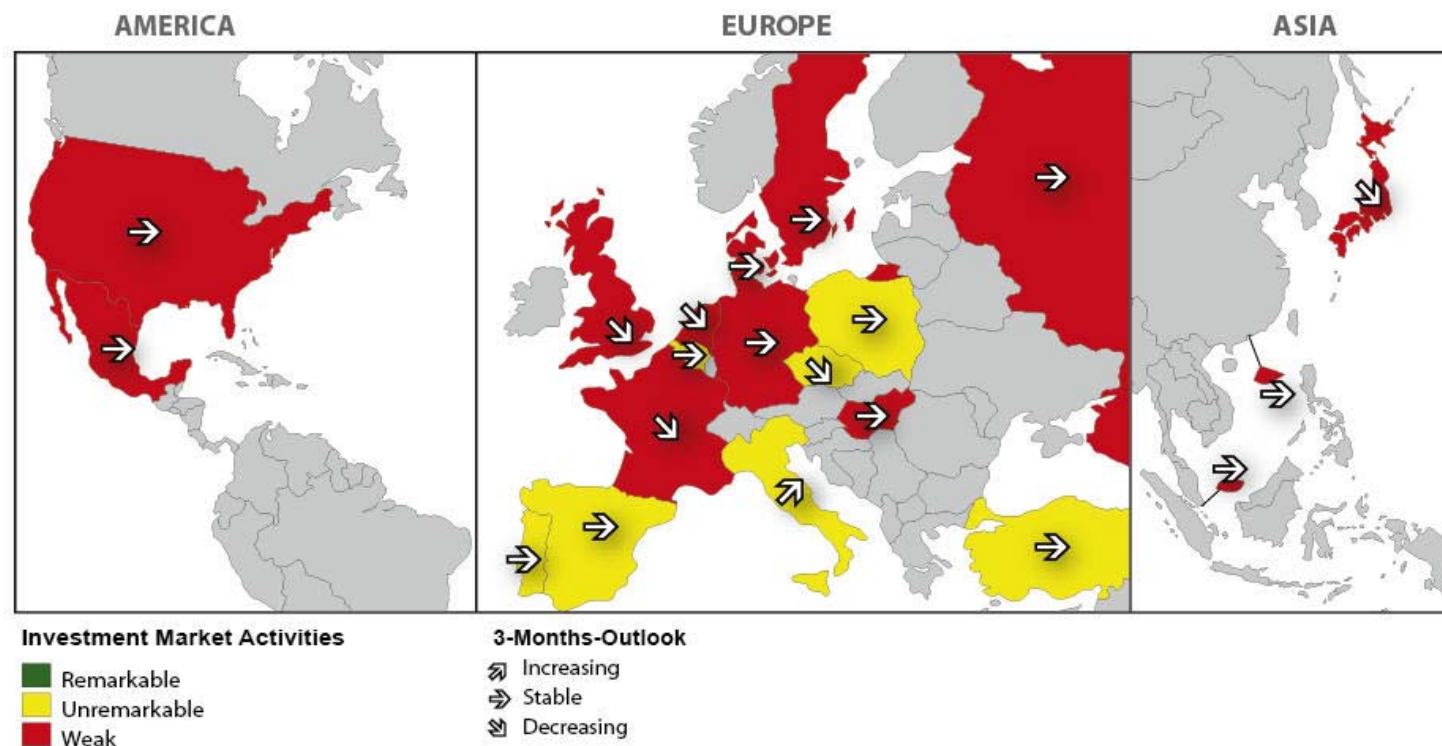 AMERICA
EUROPE
ASIA
Investment Market Activities
Remarkable
Unremarkable
Weak
3-Months-Outlook
Increasing
Stable
Decreasing